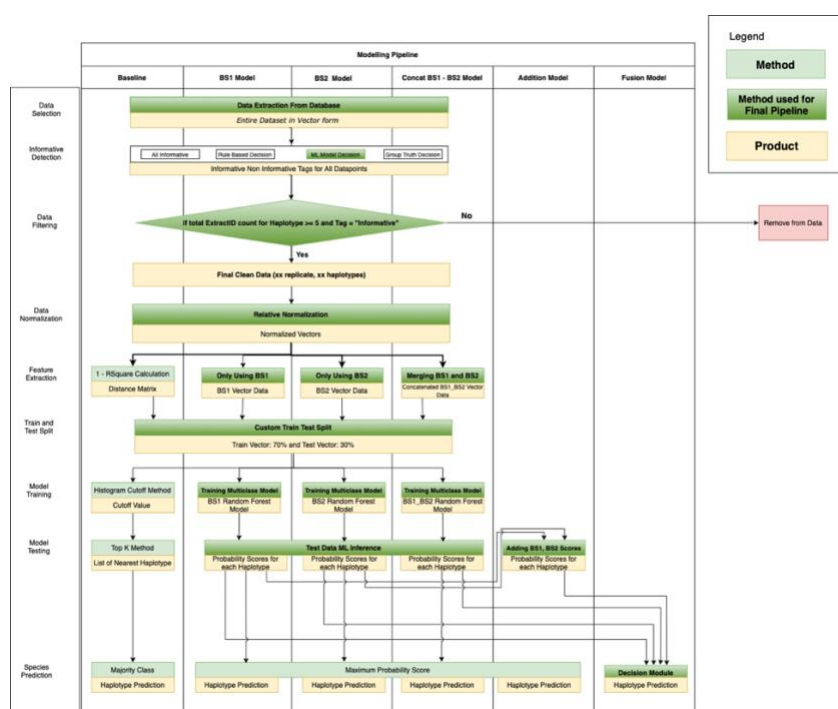 Legend
Method
Method used for
Final Pipeline
Product
Modelling Pipeline
Baseline
BS1 Model
BS2 Model
Concat BS1 - BS2 Model
Addition Model
Fusion Model
Data
Selection
Data Extraction From Database
Entire Dataset in Vector form
Informative
Detection
All Informative
Rule Based Decision
ML Model Decision
Group Truth Decision
Informative Non Informative Tags for All Datapoints
Data
Filtering
if total ExtractID count for Haplotype >= 5 and Tag = "Informative"
No
Remove from Data
Yes
Final Clean Data (xx replicate, xx haplotypes)
Data
Normalization
Relative Normalization
Normalized Vectors
Feature
Extraction
1 - RSquare Calculation
Distance Matrix
Only Using BS1
BS1 Vector Data
Only Using BS2
BS2 Vector Data
Merging BS1 and BS2
Concatenated BS1_BS2 Vector
Data
Train and
Test Split
Custom Train Test Split
Train Vector: 70% and Test Vector: 30%
Model
Training
Histogram Cutoff Method
Cutoff Value
Training Multiclass Model
BS1 Random Forest
Model
Training Multiclass Model
BS2 Random Forest
Model
Training Multiclass Model
BS1_BS2 Random Forest
Model
Model
Testing
Top K Method
List of Nearest Haplotype
Test Data ML Inference
Probability Scores for
each Haplotype
Probability Scores for
each Haplotype
Probability Scores for
each Haplotype
Adding BS1, BS2 Scores
Probability Scores for
each Haplotype
Species
Prediction
Majority Class
Haplotype Prediction
Maximum Probability Score
Haplotype Prediction
Haplotype Prediction
Haplotype Prediction
Haplotype Prediction
Decision Module
Haplotype Prediction